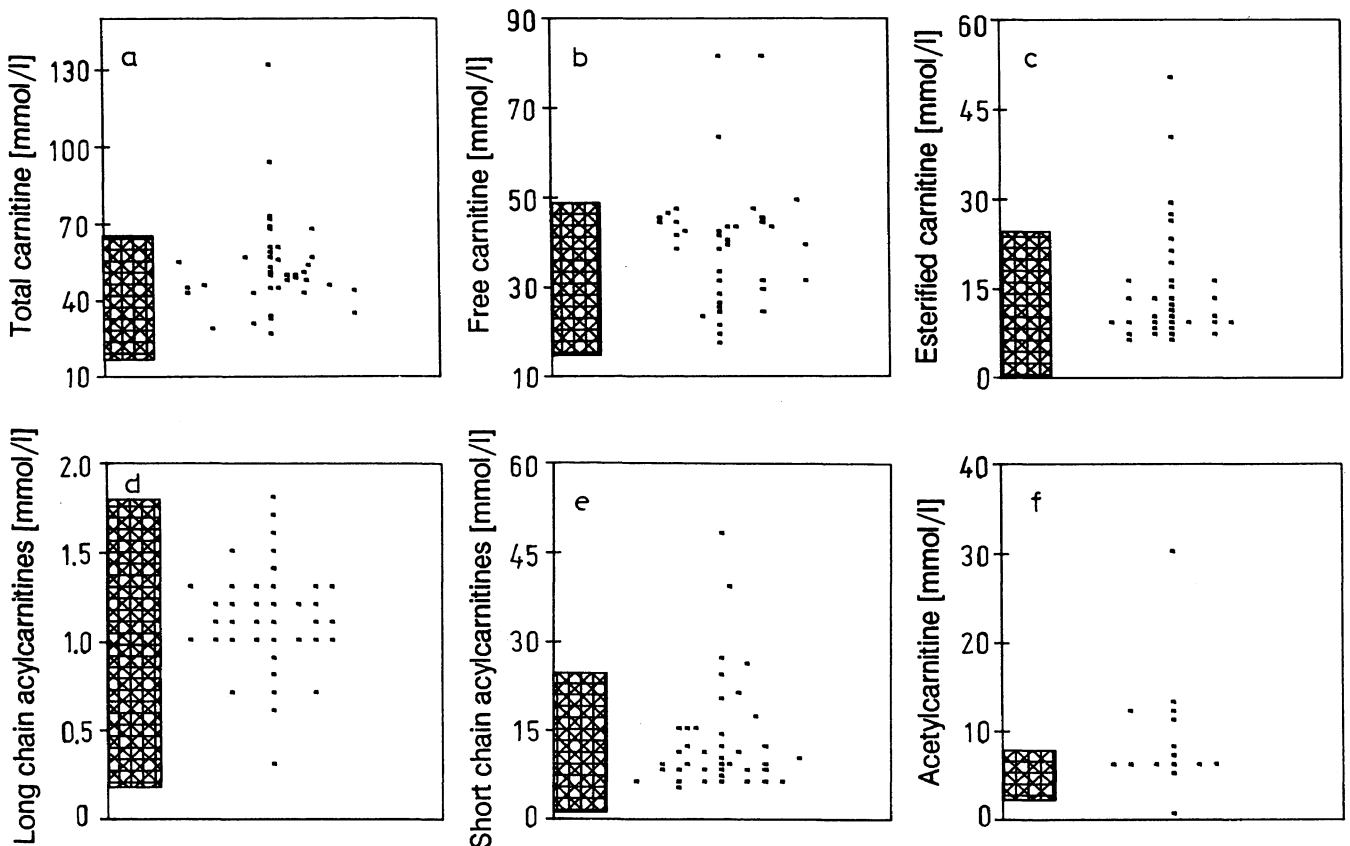 Total carnitine [mmol/l]
130
100
70
40
10
a
Free carnitine [mmol/l]
90
70
50
30
10
b
Esterified carnitine [mmol/l]
60
45
30
15
0
c
Long chain acylcarnitines [mmol/l]
2.0
1.5
1.0
0.5
0
d
Short chain acylcarnitines [mmol/l]
60
45
30
15
0
e
Acetylcarnitine [mmol/l]
40
30
20
10
0
f